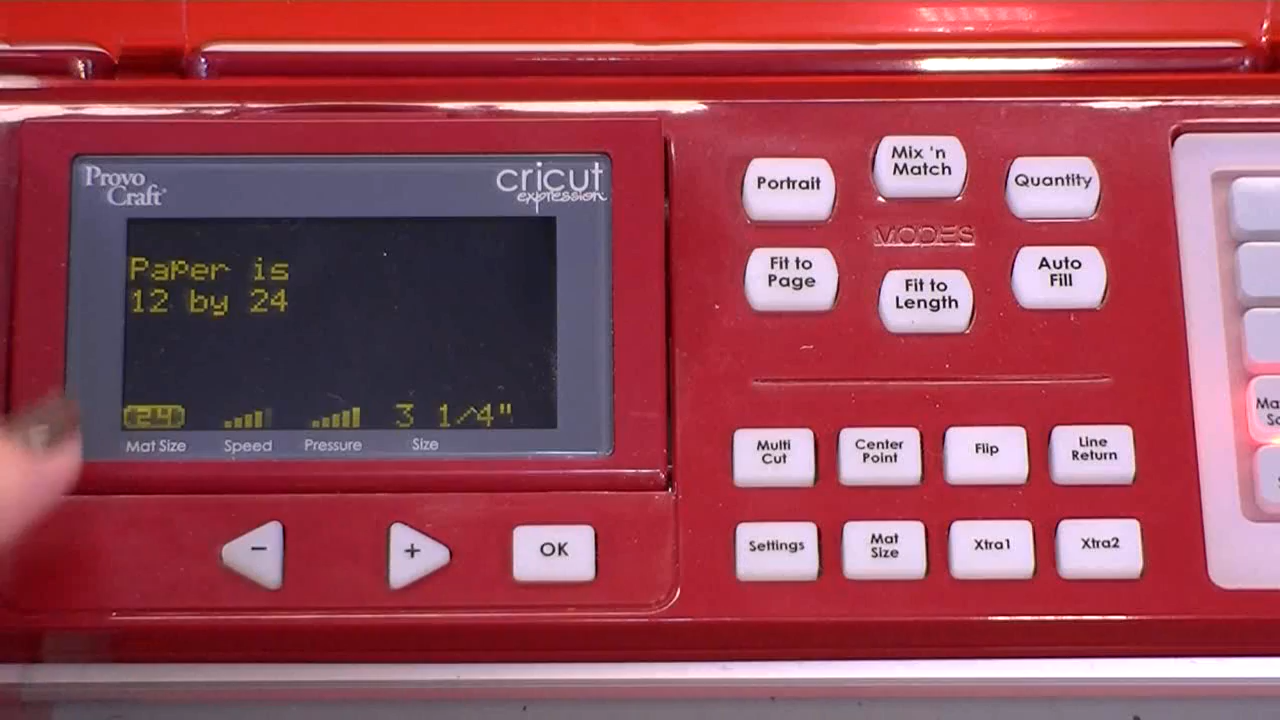 Provo
Craft
cricut
expression
Paper is
12 by 24
24
3 1/4"
Mat Size
Speed
Pressure
Size
-
+
OK
Portrait
Mix 'n
Match
Quantity
MODES
Fit to
Page
Fit to
Length
Auto
Fill
Multi
Cut
Center
Point
Flip
Line
Return
Settings
Mat
Size
Xtra1
Xtra2